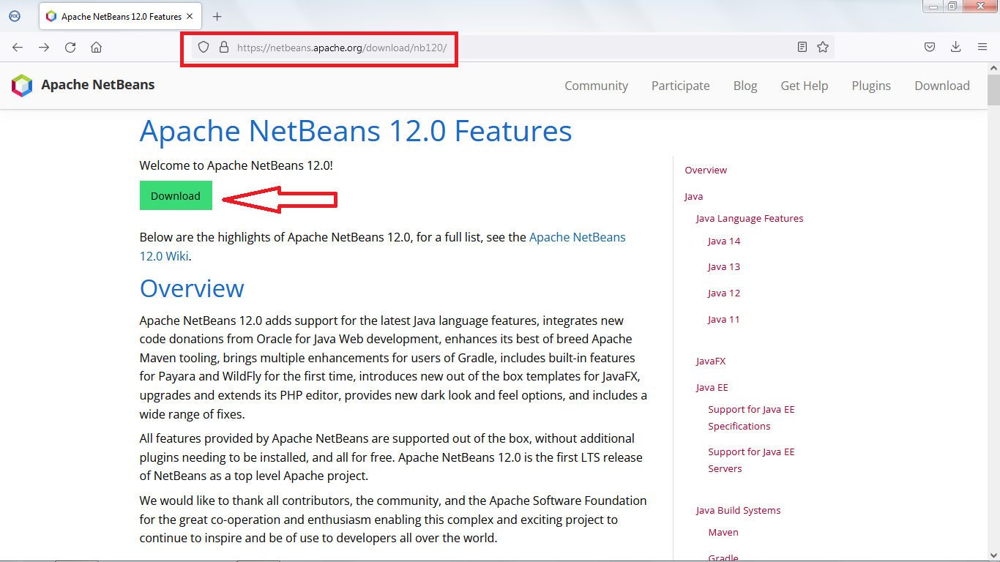 Apache NetBeans 12.0 Features
https://netbeans.apache.org/download/nb120/
Apache NetBeans
Community
Participate
Blog
Get Help
Plugins
Download
Apache NetBeans 12.0 Features
Welcome to Apache NetBeans 12.0!
Download
Below are the highlights of Apache NetBeans 12.0, for a full list, see the Apache NetBeans
12.0 Wiki.
Overview
Apache NetBeans 12.0 adds support for the latest Java language features, integrates new
code donations from Oracle for Java Web development, enhances its best of breed Apache
Maven tooling, brings multiple enhancements for users of Gradle, includes built-in features
for Payara and WildFly for the first time, introduces new out of the box templates for JavaFX,
upgrades and extends its PHP editor, provides new dark look and feel options, and includes a
wide range of fixes.
All features provided by Apache NetBeans are supported out of the box, without additional
plugins needing to be installed, and all for free. Apache NetBeans 12.0 is the first LTS release
of NetBeans as a top level Apache project.
We would like to thank all contributors, the community, and the Apache Software Foundation
for the great co-operation and enthusiasm enabling this complex and exciting project to
continue to inspire and be of use to developers all over the world.
Overview
Java
Java Language Features
Java 14
Java 13
Java 12
Java 11
JavaFX
Java EE
Support for Java EE
Specifications
Support for Java EE
Servers
Java Build Systems
Maven
Gradle